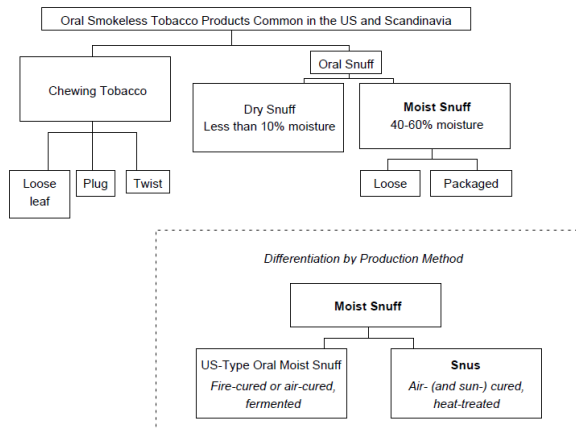 Oral Smokeless Tobacco Products Common in the US and Scandinavia
Oral Snuff
Chewing Tobacco
Dry Snuff
Less than 10% moisture
Moist Snuff
40-60% moisture
Loose
leaf
Plug
Twist
Loose
Packaged
Differentiation by Production Method
Moist Snuff
US-Type Oral Moist Snuff
Fire-cured or air-cured,
fermented
Snus
Air- (and sun-) cured,
heat-treated